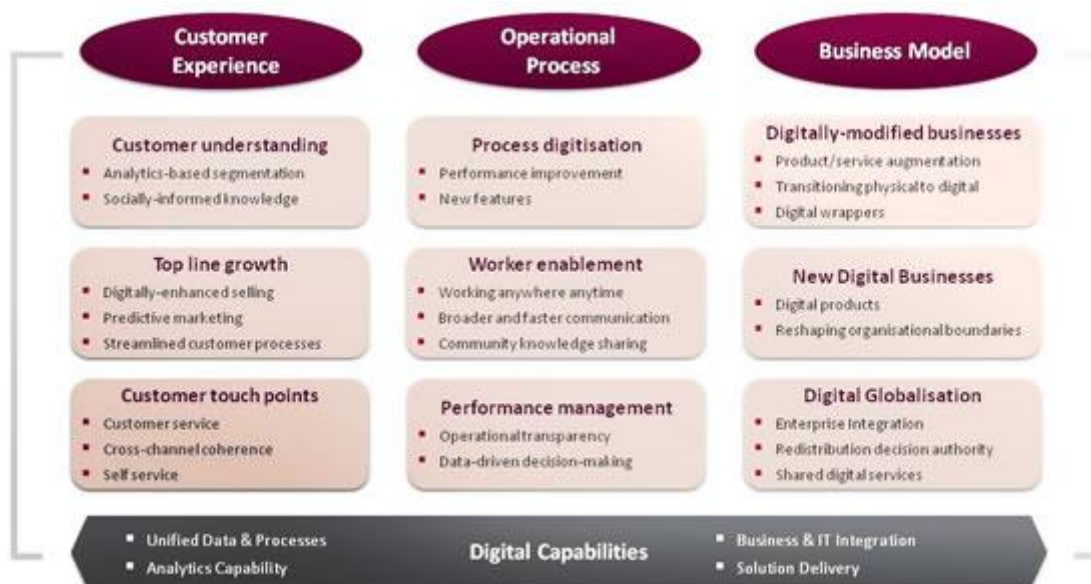 Customer
Experience
Operational
Process
Business Model
Customer understanding
Analytics-based segmentation
Socially-informed knowledge
Process digitisation
Performance improvement
New features
Digitally-modified businesses
Product/service augmentation
Transitioning physical to digital
Digital wrappers
Top line growth
Digitally-enhanced selling
Predictive marketing
Streamlined customer processes
Worker enablement
Working anywhere anytime
Broader and faster communication
Community knowledge sharing
New Digital Businesses
Digital products
Reshaping organisational boundaries
Customer touch points
Customer service
Cross-channel coherence
Self service
Performance management
Operational transparency
Data-driven decision-making
Digital Globalisation
Enterprise Integration
Redistribution decision authority
Shared digital services
Unified Data & Processes
Analytics Capability
Digital Capabilities
Business & IT Integration
Solution Delivery